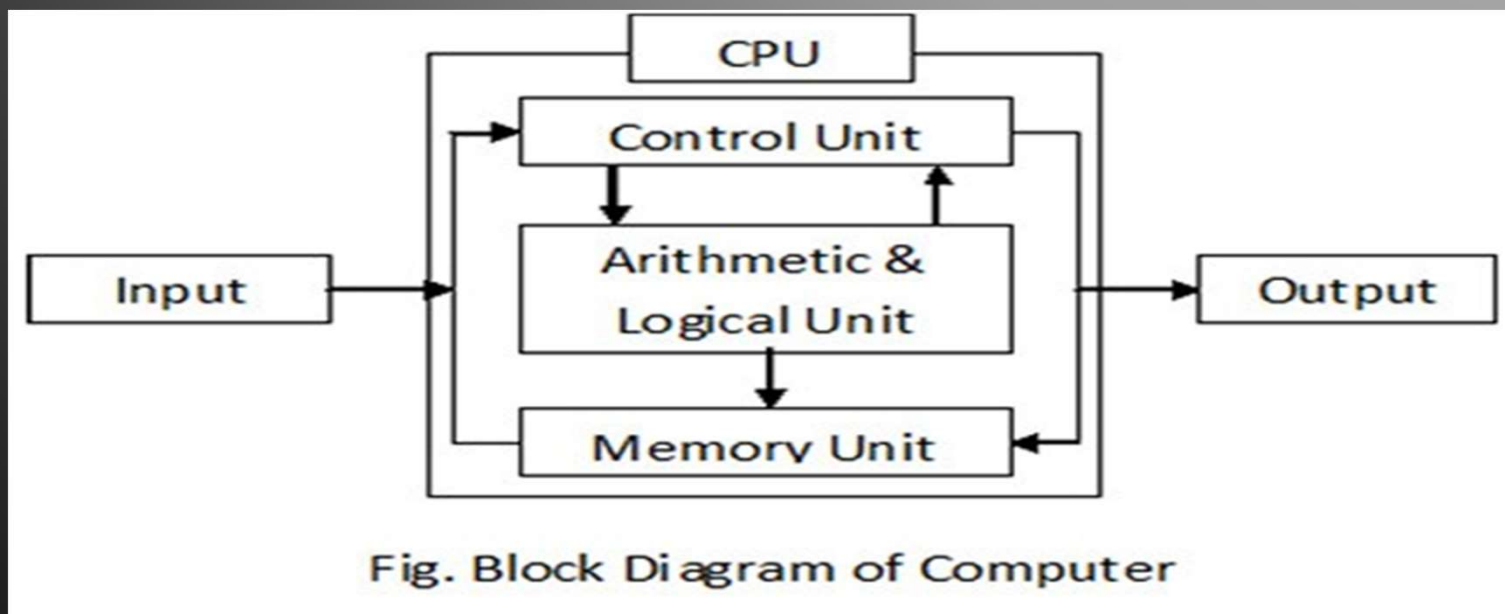 CPU
Control Unit
Arithmetic &
Logical Unit
Input
Output
Memory Unit
Fig. Block Diagram of Computer